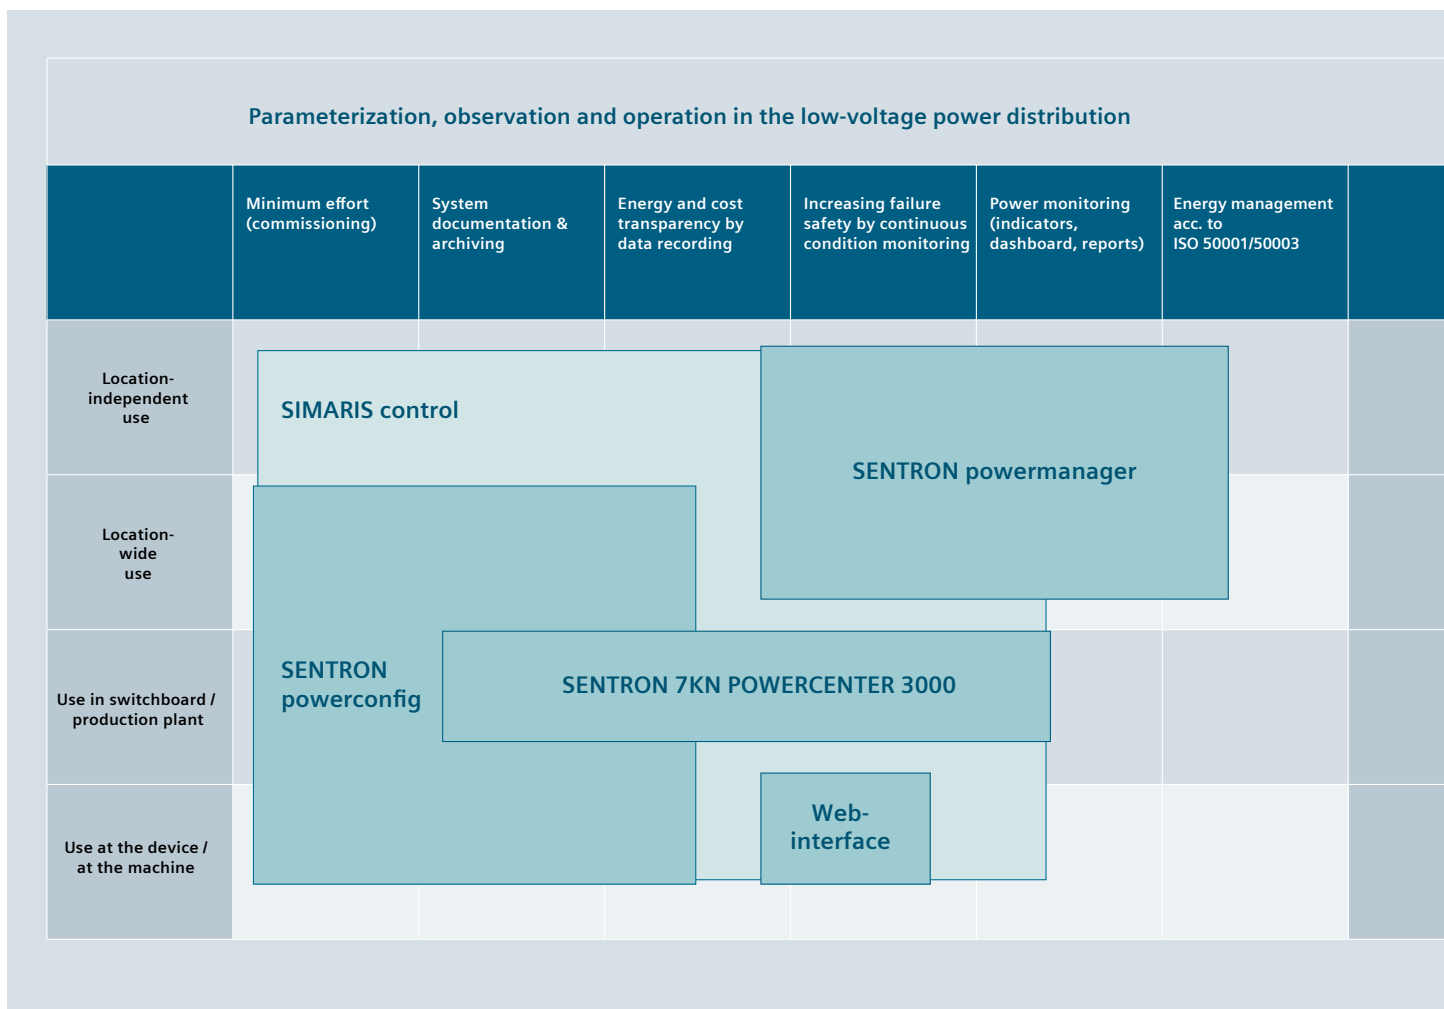 Parameterization, observation and operation in the low-voltage power distribution
Minimum effort
(commissioning)
System
documentation &
archiving
Energy and cost
transparency by
data recording
Increasing failure
safety by continuous
condition monitoring
Power monitoring
(indicators,
dashboard, reports)
Energy management
acc. to
ISO 50001/50003
Location-
independent
use
SIMARIS control
SENTRON powermanager
Location-
wide
use
Use in switchboard /
production plant
SENTRON
powerconfig
SENTRON 7KN POWERCENTER 3000
Use at the device /
at the machine
Web-
interface